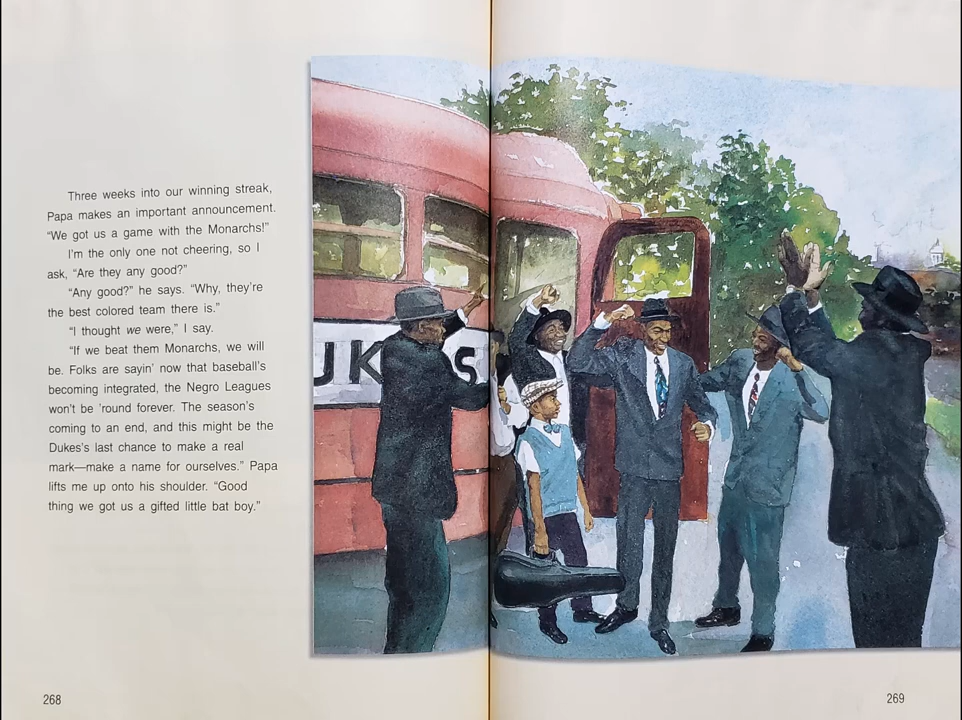 Three weeks into our winning streak,
Papa makes an important announcement.
“We got us a game with the Monarchs!”
I'm the only one not cheering, so I
ask, “Are they any good?”
“Any good?” he says. “Why, they're
the best colored team there is.”
“I thought we were,” I say.
“If we beat them Monarchs, we will
be. Folks are sayin' now that baseball's
becoming integrated, the Negro Leagues
won't be 'round forever. The season's
coming to an end, and this might be the
Dukes's last chance to make a real
mark—make a name for ourselves.” Papa
lifts me up onto his shoulder. “Good
thing we got us a gifted little bat boy.”
UK S
268
269